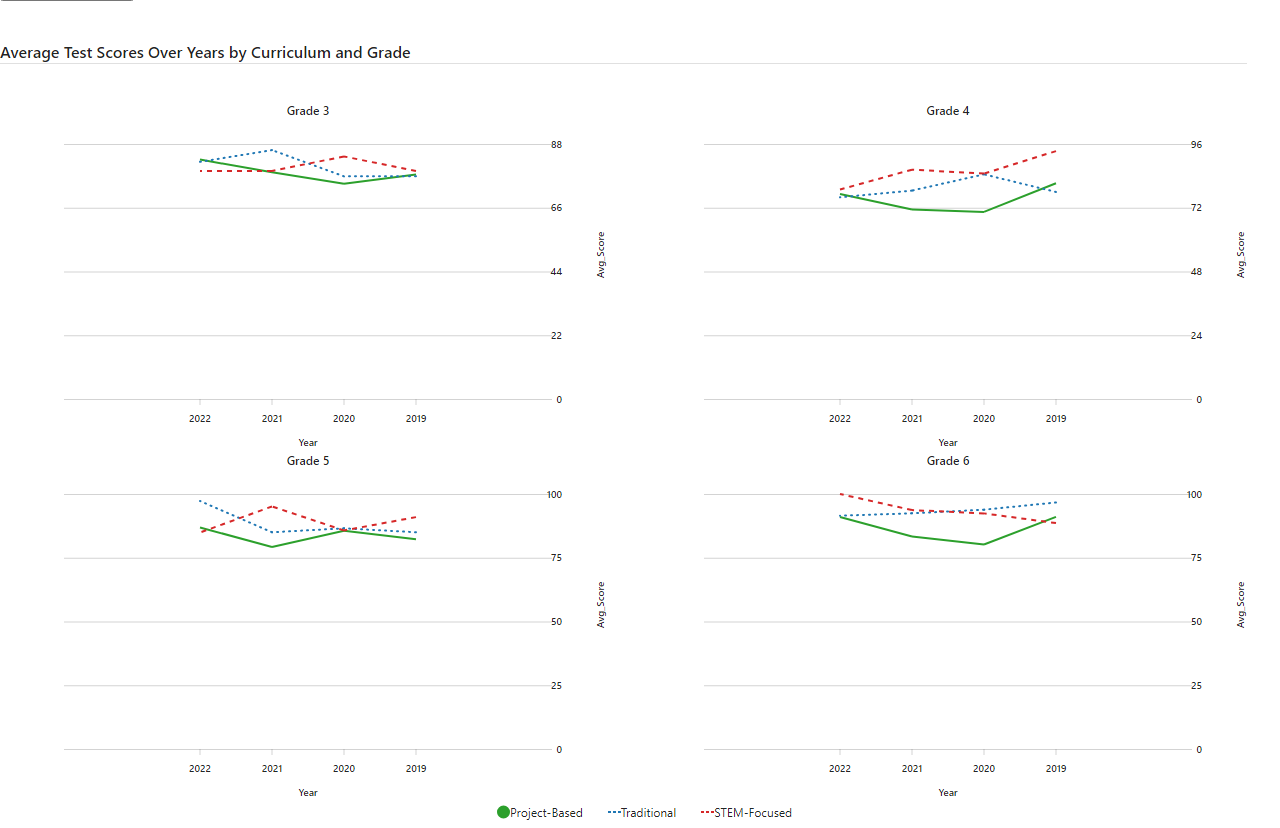 Average Test Scores Over Years by Curriculum and Grade
Grade 3
88
66
44
22
0
Avg_Score
2022 2021 2020 2019
Year
Grade 4
96
72
48
24
0
Avg_Score
2022 2021 2020 2019
Year
Grade 5
100
75
50
25
0
Avg_Score
2022 2021 2020 2019
Year
Grade 6
100
75
50
25
0
Avg_Score
2022 2021 2020 2019
Year
Project-Based Traditional STEM-Focused